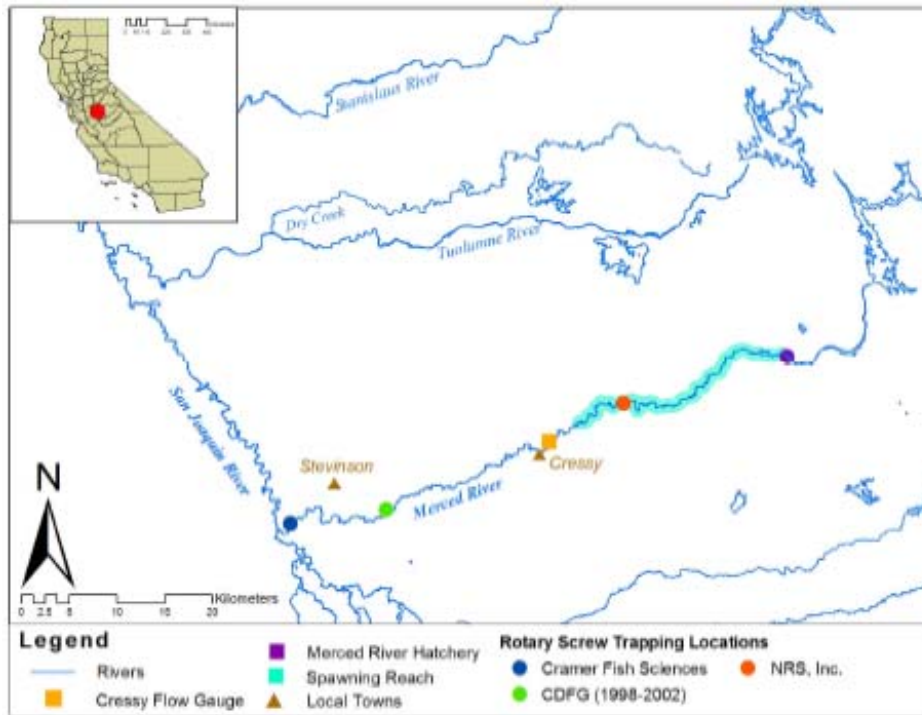 Stanislaus River
Dry Creek
Tuolumne River
San Joaquin River
Stevinson
Cressy
Merced River
N
Kilometers
0 2.5 5 10 15 20
Legend
Rivers
Cressy Flow Gauge
Merced River Hatchery
Spawning Reach
Local Towns
Rotary Screw Trapping Locations
Cramer Fish Sciences
NRS, Inc.
CDFG (1998-2002)